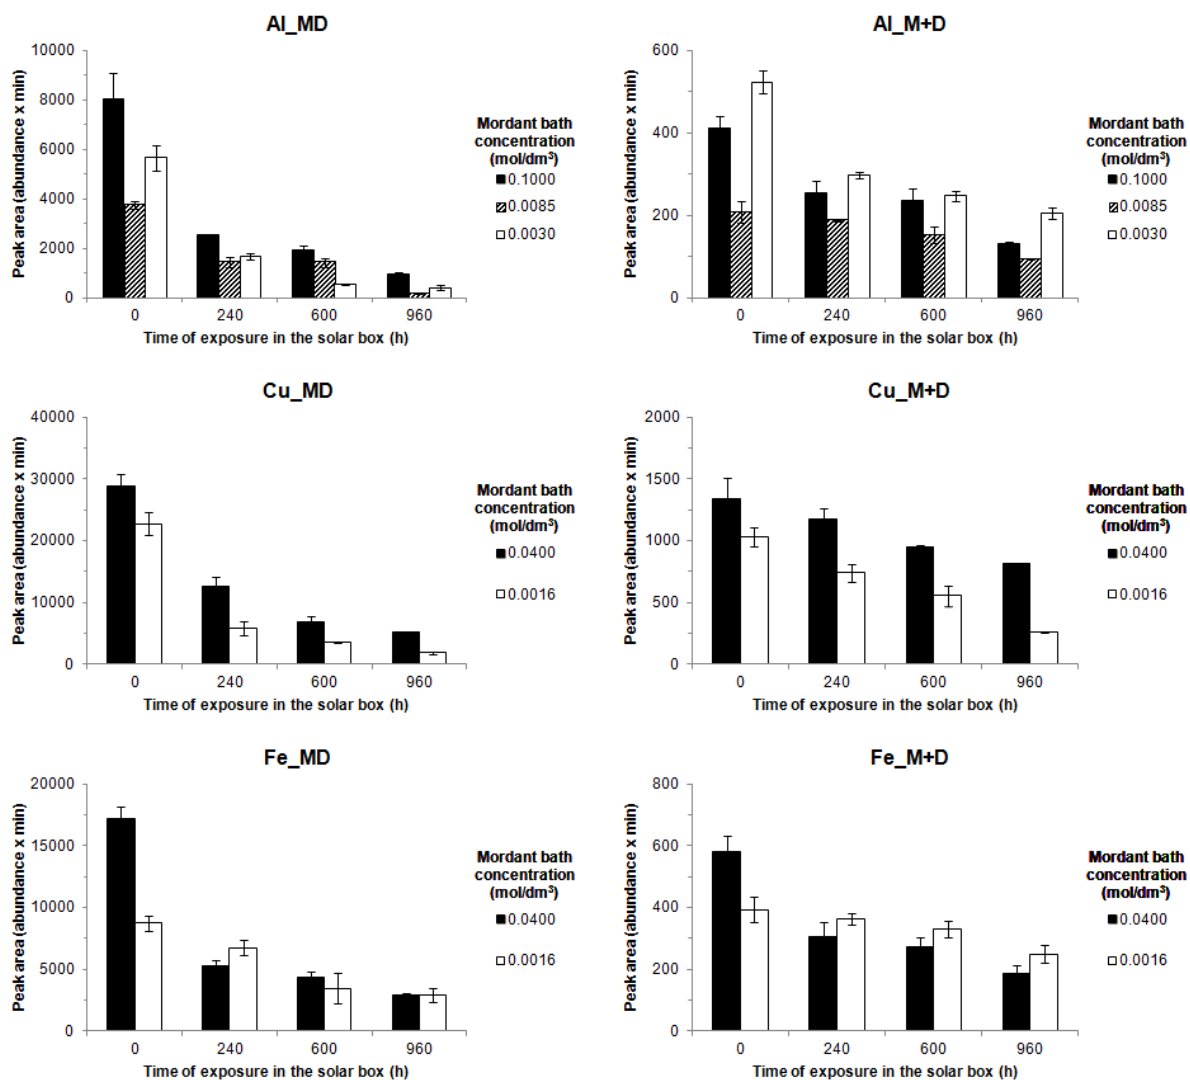 Al_MD
Peak area (abundance x min)
10000
8000
6000
4000
2000
0
0 240 600 960
Time of exposure in the solar box (h)
Mordant bath
concentration
(mol/dm³)
0.1000
0.0085
0.0030
Al_M+D
Peak area (abundance x min)
600
400
200
0
0 240 600 960
Time of exposure in the solar box (h)
Mordant bath
concentration
(mol/dm³)
0.1000
0.0085
0.0030
Cu_MD
Peak area (abundance x min)
40000
30000
20000
10000
0
0 240 600 960
Time of exposure in the solar box (h)
Mordant bath
concentration
(mol/dm³)
0.0400
0.0016
Cu_M+D
Peak area (abundance x min)
2000
1500
1000
500
0
0 240 600 960
Time of exposure in the solar box (h)
Mordant bath
concentration
(mol/dm³)
0.0400
0.0016
Fe_MD
Peak area (abundance x min)
20000
15000
10000
5000
0
0 240 600 960
Time of exposure in the solar box (h)
Mordant bath
concentration
(mol/dm³)
0.0400
0.0016
Fe_M+D
Peak area (abundance x min)
800
600
400
200
0
0 240 600 960
Time of exposure in the solar box (h)
Mordant bath
concentration
(mol/dm³)
0.0400
0.0016